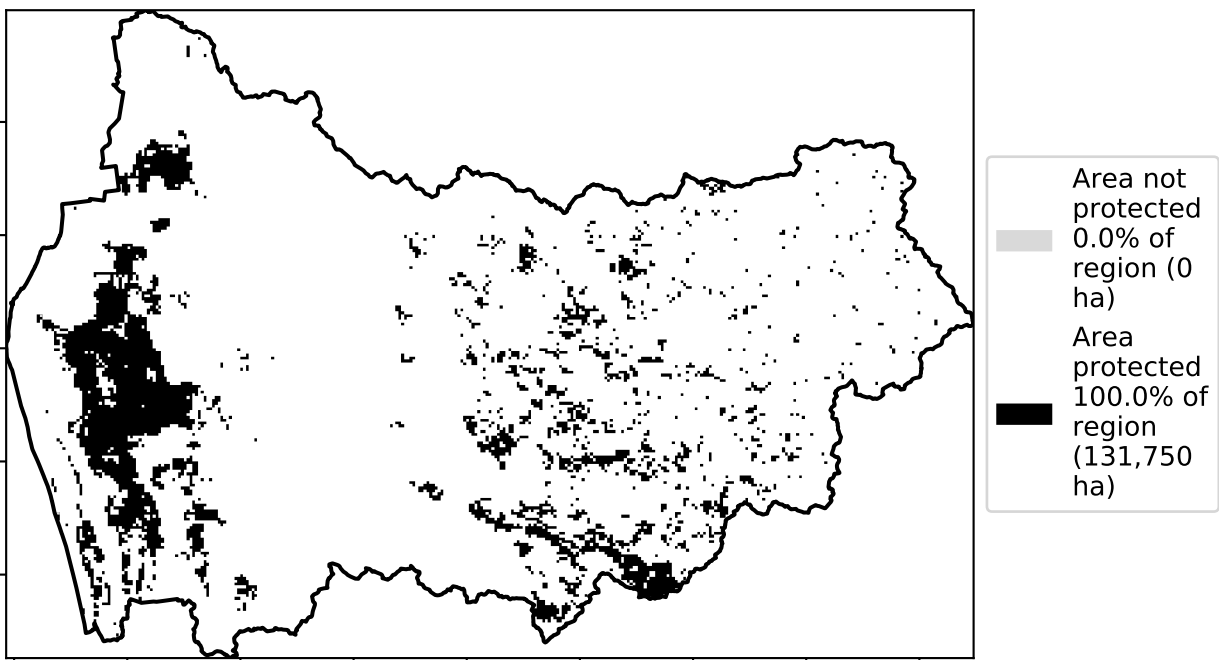 Area not
protected
0.0% of
region (0
ha)
Area
protected
100.0% of
region
(131,750
ha)